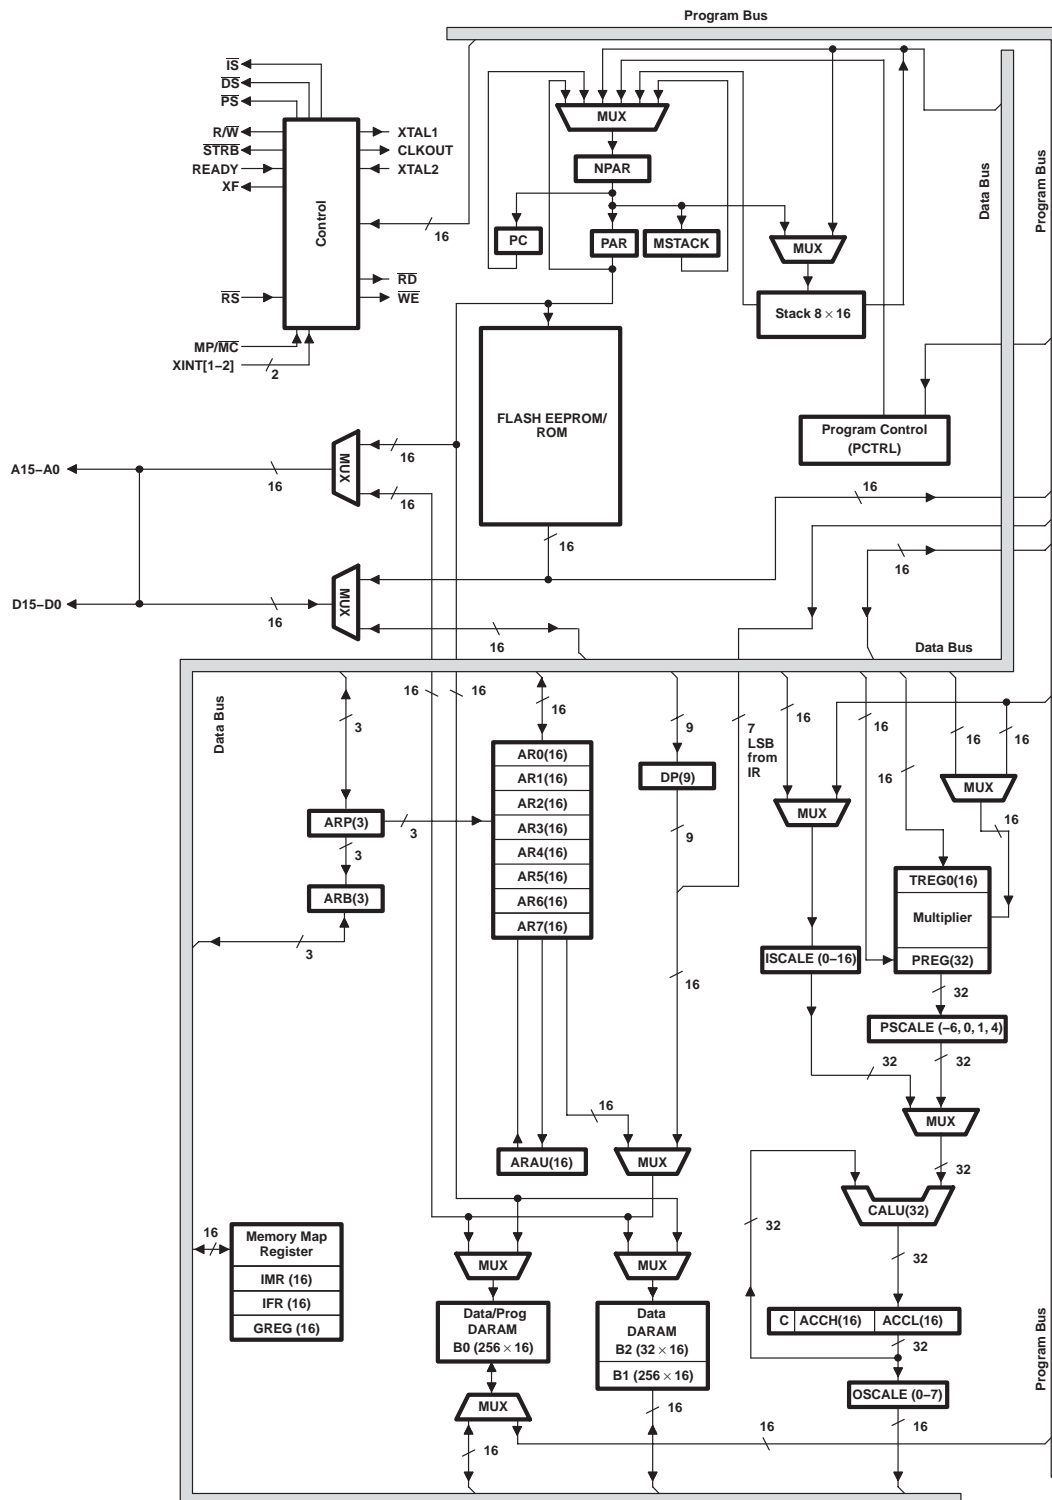 Program Bus
IS
DS
PS
R/W
STRB
READY
XF
XTAL1
CLKOUT
XTAL2
Control
16
RS
RD
WE
MP/MC
XINT[1–2]
2
MUX
NPAR
PC
PAR
MSTACK
MUX
Stack 8 × 16
Data Bus
Program Bus
FLASH EEPROM/
ROM
Program Control
(PCTRL)
A15–A0
16
MUX
16
16
16
16
D15–D0
16
MUX
16
16
Data Bus
Data Bus
3
16
16
16
9
7
LSB
from
IR
16
16
16
16
16
AR0(16)
AR1(16)
AR2(16)
AR3(16)
AR4(16)
AR5(16)
AR6(16)
AR7(16)
DP(9)
MUX
MUX
ARP(3)
3
3
9
16
ARB(3)
3
TREG0(16)
Multiplier
PREG(32)
ISCALE (0–16)
16
32
PSCALE (–6, 0, 1, 4)
32
32
16
MUX
ARAU(16)
MUX
32
CALU(32)
32
32
16
Memory Map
Register
IMR (16)
IFR (16)
GREG (16)
MUX
MUX
Data/Prog
DARAM
B0 (256 × 16)
Data
DARAM
B2 (32 × 16)
B1 (256 × 16)
C
ACCH(16)
ACCL(16)
32
OSCALE (0–7)
MUX
16
16
16
16
Program Bus